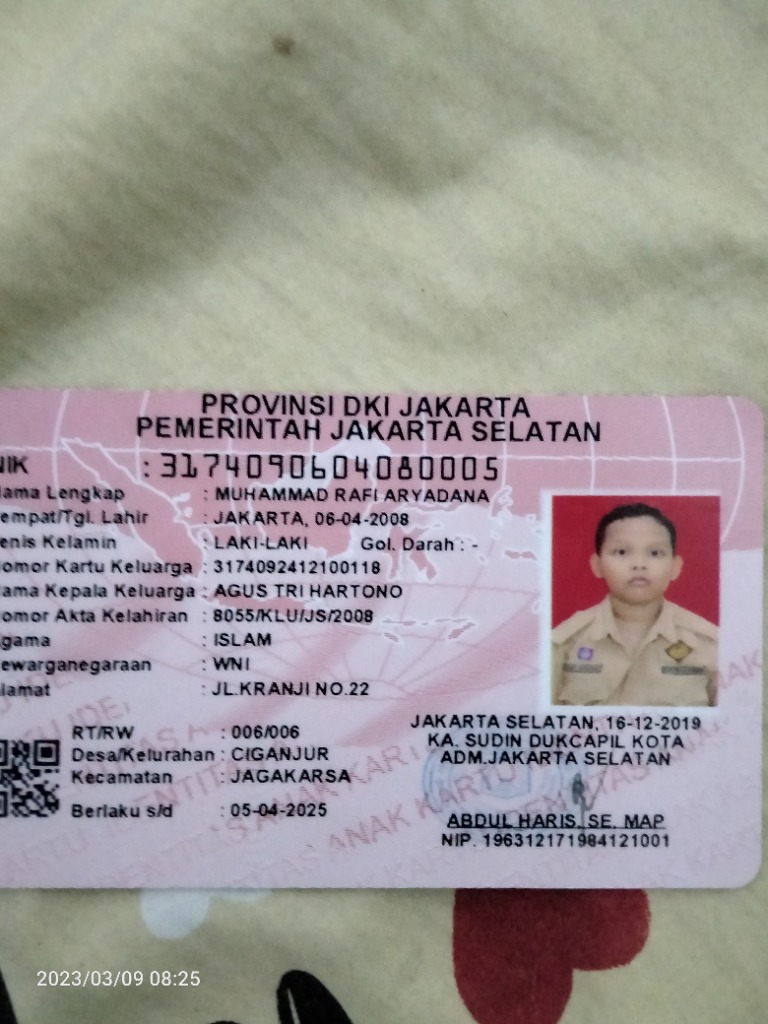 PROVINSI DKI JAKARTA
PEMERINTAH JAKARTA SELATAN
NIK : 3174090604080005
ama Lengkap : MUHAMMAD RAFI ARYADANA
empat/Tgl. Lahir : JAKARTA, 06-04-2008
enis Kelamin : LAKI-LAKI Gol. Darah : -
omor Kartu Keluarga : 3174092412100118
ama Kepala Keluarga : AGUS TRI HARTONO
omor Akta Kelahiran : 8055/KLU/JS/2008
gama : ISLAM
ewarganegaraan : WNI
lamat : JL.KRANJI NO.22
RT/RW : 006/006
Desa/Kelurahan : CIGANJUR
Kecamatan : JAGAKARSA
Berlaku s/d : 05-04-2025
JAKARTA SELATAN, 16-12-2019
KA. SUDIN DUKCAPIL KOTA
ADM.JAKARTA SELATAN
ABDUL HARIS, SE. MAP
NIP. 196312171984121001
2023/03/09 08:25